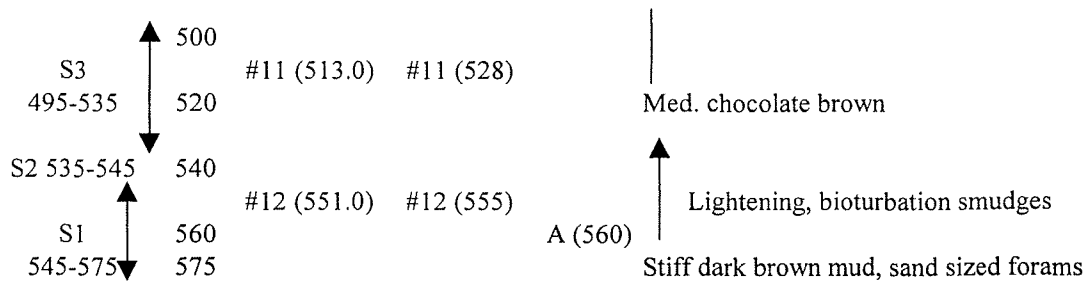 500
S3 #11 (513.0) #11 (528)
495-535 520 Med. chocolate brown
S2 535-545 540
#12 (551.0) #12 (555) Lightening, bioturbation smudges
S1 560 A (560)
545-575 575 Stiff dark brown mud, sand sized forams